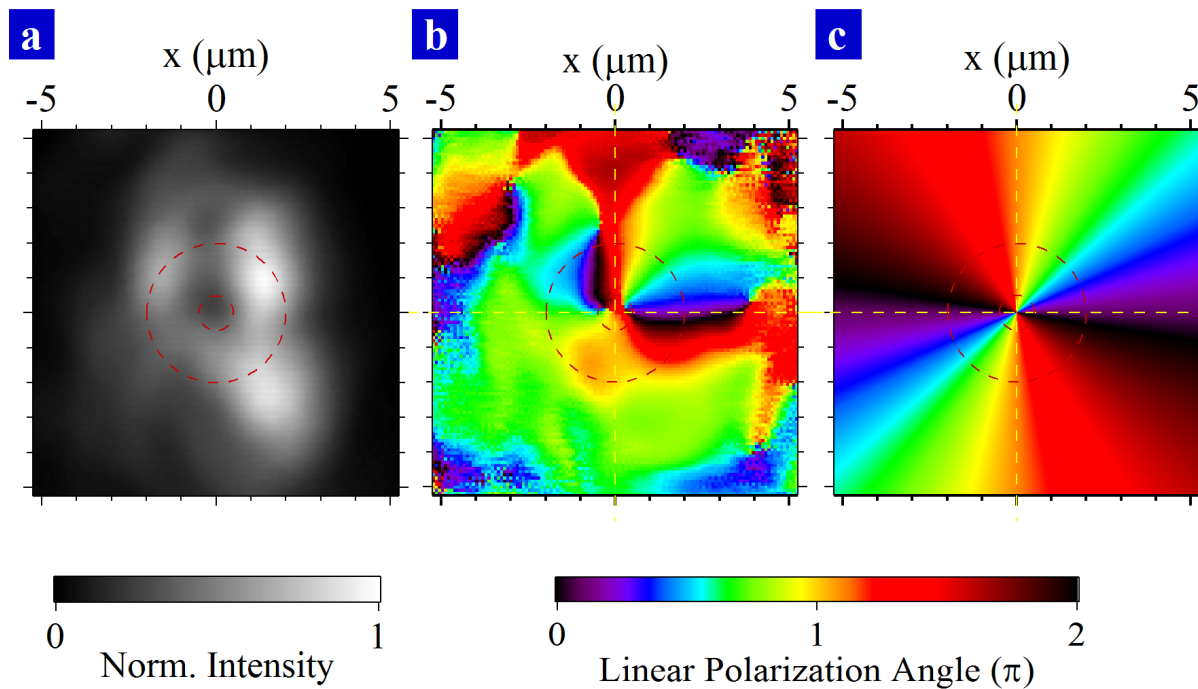 a b c
x (μm) x (μm) x (μm)
-5 0 5 -5 0 5 -5 0 5
0 1 0 1 2
Norm. Intensity Linear Polarization Angle (π)